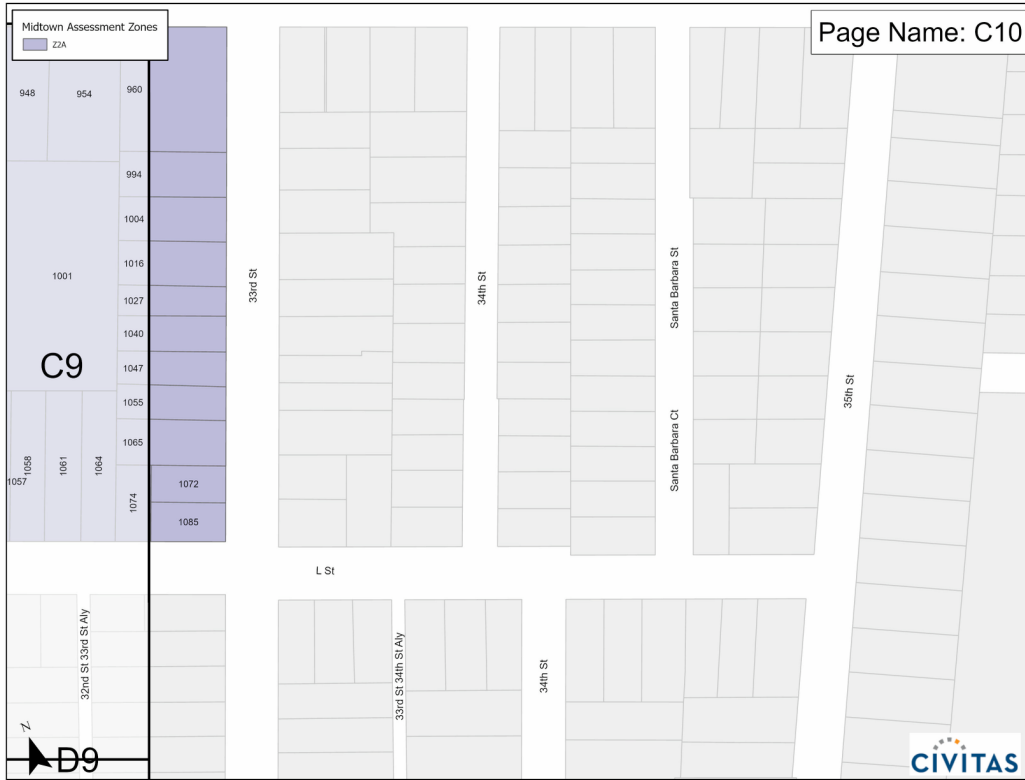 Midtown Assessment Zones
Z2A
Page Name: C10
948
954
960
994
1004
1001
1016
1027
1040
C9
1047
1055
1065
1057
1058
1061
1064
1074
1072
1085
33rd St
34th St
Santa Barbara St
Santa Barbara Ct
35th St
L St
32nd St 33rd St Aly
33rd St 34th St Aly
34th St
N
D9
CIVITAS